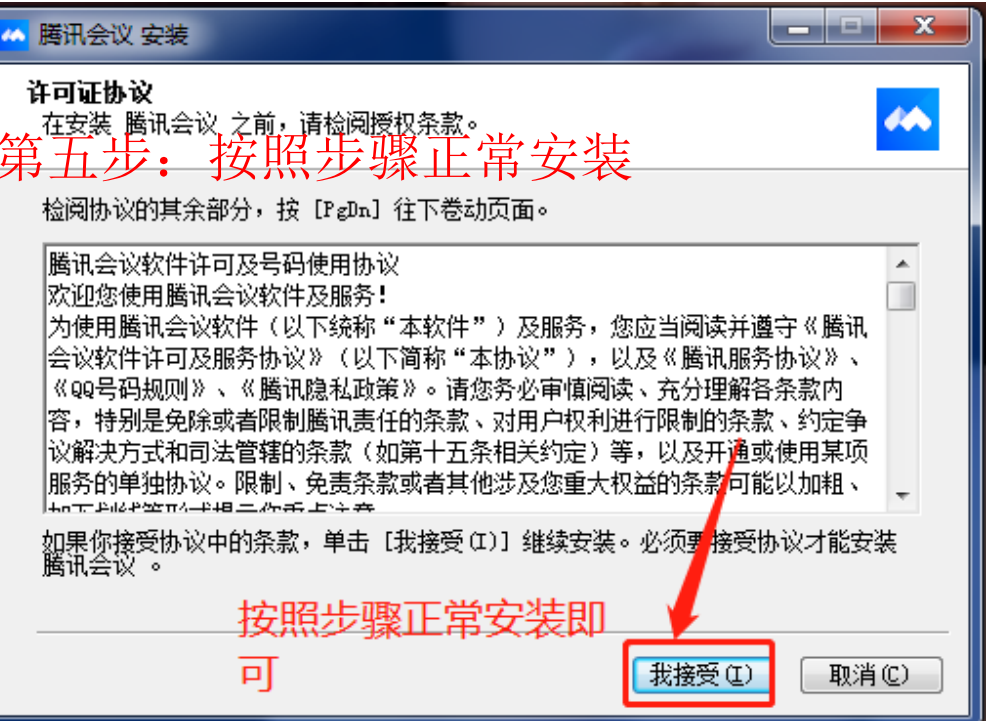 腾讯会议 安装
许可证协议
在安装 腾讯会议 之前，请检阅授权条款。
第五步：按照步骤正常安装
检阅协议的其余部分，按 [PgDn] 往下卷动页面。
腾讯会议软件许可及号码使用协议
欢迎您使用腾讯会议软件及服务！
为使用腾讯会议软件（以下统称“本软件”）及服务，您应当阅读并遵守《腾讯
会议软件许可及服务协议》（以下简称“本协议”），以及《腾讯服务协议》、
《QQ号码规则》、《腾讯隐私政策》。请您务必审慎阅读、充分理解各条款内
容，特别是免除或者限制腾讯责任的条款、对用户权利进行限制的条款、约定争
议解决方式和司法管辖的条款（如第十五条相关约定）等，以及开通或使用某项
服务的单独协议。限制、免责条款或者其他涉及您重大权益的条款可能以加粗、
如果你接受协议中的条款，单击 [我接受(I)] 继续安装。必须要接受协议才能安装
腾讯会议 。
按照步骤正常安装即
可
我接受(I)
取消(C)